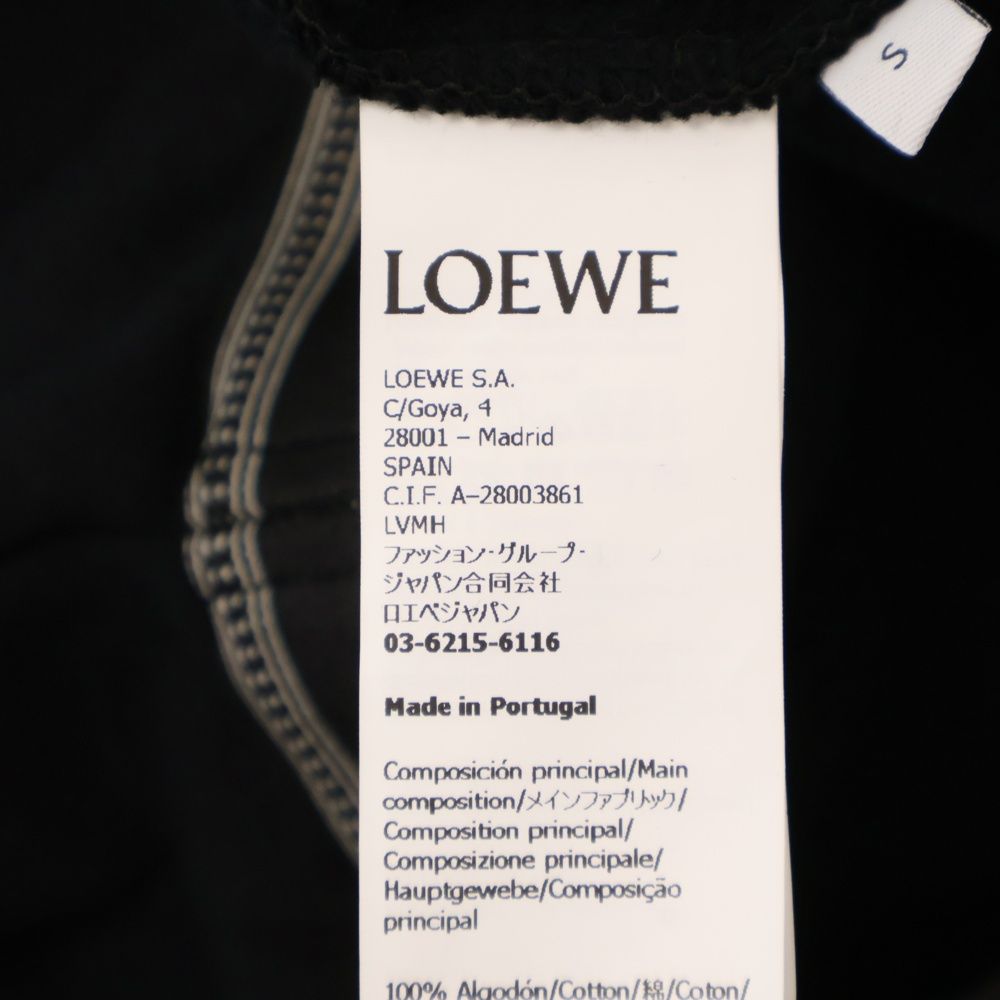 S
LOEWE
LOEWE S.A.
C/Goya, 4
28001 – Madrid
SPAIN
C.I.F. A–28003861
LVMH
ファッション・グループ・
ジャパン合同会社
ロエベジャパン
03-6215-6116
Made in Portugal
Composición principal/Main
composition/メインファブリック/
Composition principal/
Composizione principale/
Hauptgewebe/Composição
principal
100% Algodón/Cotton/綿/Coton/